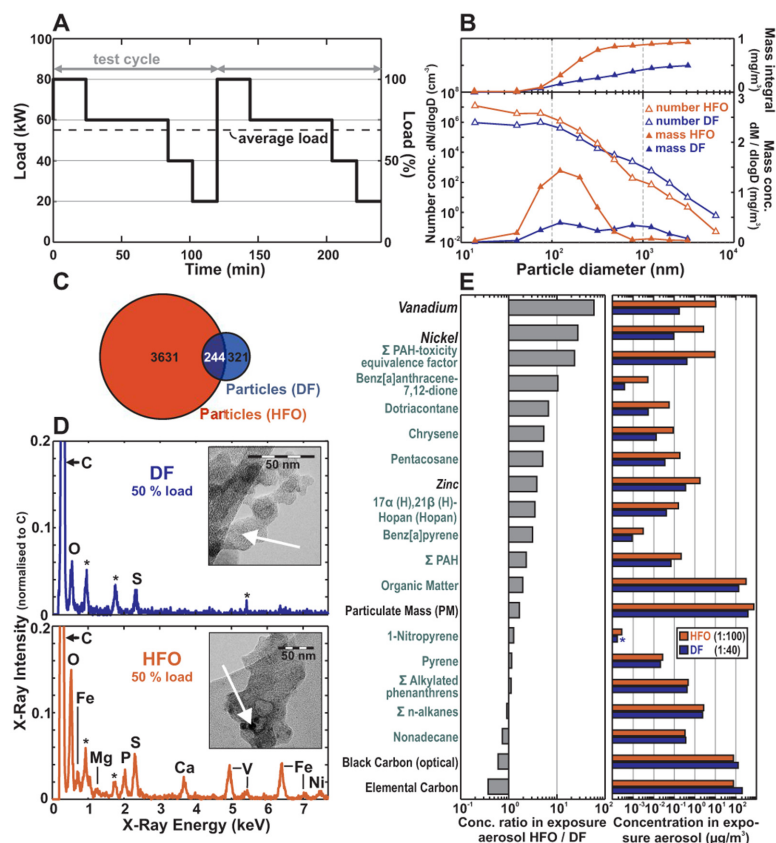 A
100
80
60
40
20
0
Load (kW)
test cycle
average load
100
50
0
Load (%)
0
50
100
150
200
Time (min)
B
1
0
Mass integral
(mg/m³)
10⁸
10⁶
10⁴
10²
10⁰
10⁻²
Number conc. dN/dlogD (cm⁻³)
number HFO
number DF
mass HFO
mass DF
3
2
1
0
Mass conc.
dM / dlogD (mg/m³)
10²
10³
Particle diameter (nm)
C
3631
244
321
Particles (DF)
Particles (HFO)
D
0.2
0.1
0
DF
50 % load
50 nm
C
O
*
*
S
*
X-Ray Intensity (normalised to C)
0.2
0.1
0
HFO
50 % load
50 nm
C
O
Fe
*
Mg
*
P
S
Ca
V
Fe
Ni
0
1
2
3
4
5
6
7
X-Ray Energy (keV)
E
Vanadium
Nickel
Σ PAH-toxicity
equivalence factor
Benz[a]anthracene-
7,12-dione
Dotriacontane
Chrysene
Pentacosane
Zinc
17α (H),21β (H)-
Hopan (Hopan)
Benz[a]pyrene
Σ PAH
Organic Matter
Particulate Mass (PM)
1-Nitropyrene
Pyrene
Σ Alkylated
phenanthrens
Σ n-alkanes
Nonadecane
Black Carbon (optical)
Elemental Carbon
10⁻¹
10⁰
10¹
10²
Conc. ratio in exposure
aerosol HFO / DF
HFO (1:100)
DF (1:40)
*
10⁻³
10⁻²
10⁻¹
10⁰
10¹
10²
Concentration in expo-
sure aerosol (µg/m³)